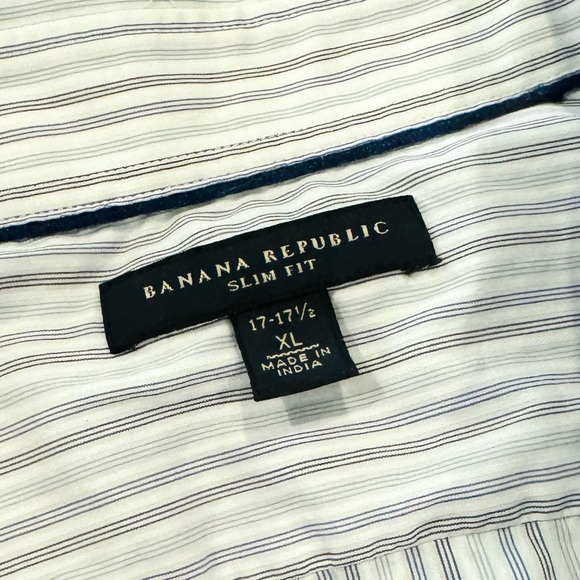 BANANA REPUBLIC
SLIM FIT
17-17½
XL
MADE IN
INDIA